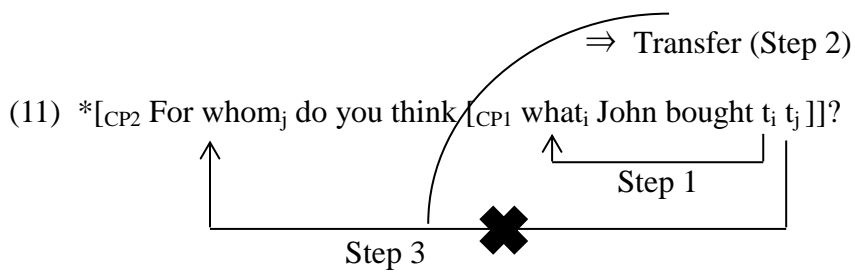 ⇒ Transfer (Step 2)
(11) *[CP2 For whomj do you think [CP1 whati John bought ti tj ]]?
Step 1
Step 3